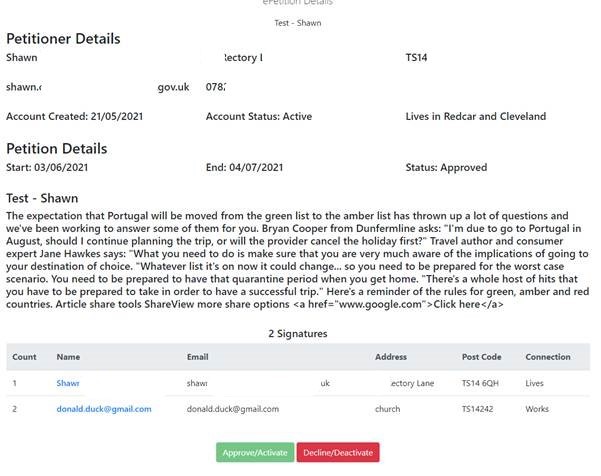 ePetition Details
Test - Shawn
Petitioner Details
Shawn TS14
gov.uk
Account Created: 21/05/2021 Account Status: Active Lives in Redcar and Cleveland
Petition Details
Start: 03/06/2021 End: 04/07/2021 Status: Approved
Test - Shawn
The expectation that Portugal will be moved from the green list to the amber list has thrown up a lot of questions and
we've been working to answer some of them for you. Bryan Cooper from Dunfermline asks: "I'm due to go to Portugal in
August, should I continue planning the trip, or will the provider cancel the holiday first?" Travel author and consumer
expert Jane Hawkes says: "What you need to do is make sure that you are very much aware of the implications of going to
your destination of choice. "Whatever list it's on now it could change... so you need to be prepared for the worst case
scenario. You need to be prepared to have that quarantine period when you get home. "There's a whole host of hits that
you have to be prepared to take in order to have a successful trip." Here's a reminder of the rules for green, amber and red
countries. Article share tools ShareView more share options <a href="www.google.com">Click here</a>
2 Signatures
Count Name Email Address Post Code Connection
1 uk Lane TS14 6QH Lives
2 donald.duck@gmail.com donald.duck@gmail.com church TS14242 Works
Approve/Activate Decline/Deactivate